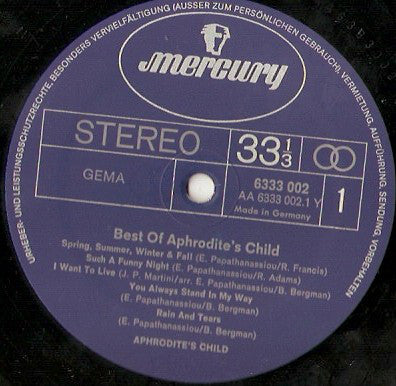 URHEBER- UND LEISTUNGSSCHUTZRECHTE, BESONDERS VERVIELFÄLTIGUNG (AUSSER ZUM PERSÖNLICHEN GEBRAUCH), VERMIETUNG, AUFFÜHRUNG, SENDUNG VORBEHALTEN
mercury
STEREO
33 1/3
GEMA
6333 002
AA 6333 002.1 Y
Made in Germany
1
Best Of Aphrodite's Child
Spring, Summer, Winter & Fall (E. Papathanassiou/R. Francis)
Such A Funny Night (E. Papathanassiou/R. Adams)
I Want To Live (J. P. Martini/arr. E. Papathanassiou/B. Bergman)
You Always Stand In My Way
(E. Papathanassiou/B. Bergman)
Rain And Tears
(E. Papathanassiou/B. Bergman)
APHRODITE'S CHILD